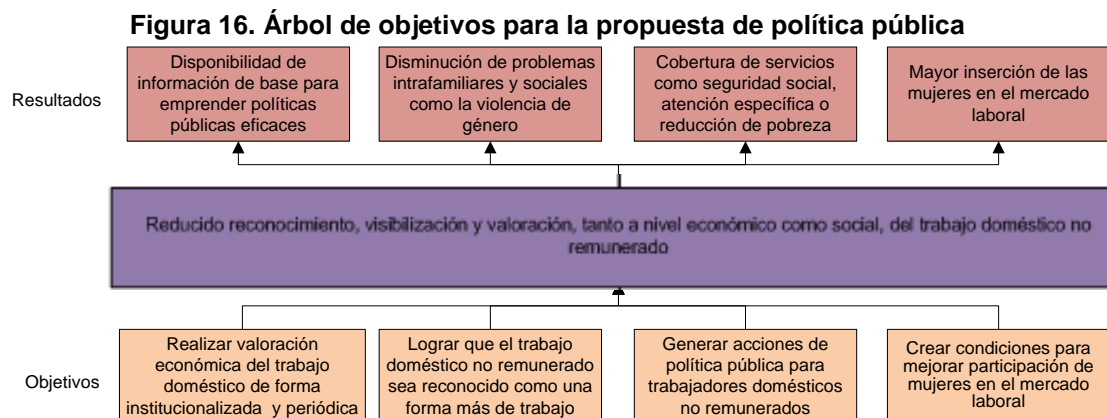 Figura 16. Árbol de objetivos para la propuesta de política pública
Resultados
Disponibilidad de
información de base para
emprender políticas
públicas eficaces
Disminución de problemas
intrafamiliares y sociales
como la violencia de
género
Cobertura de servicios
como seguridad social,
atención específica o
reducción de pobreza
Mayor inserción de las
mujeres en el mercado
laboral
Reducido reconocimiento, visibilización y valoración, tanto a nivel económico como social, del trabajo doméstico no
remunerado
Objetivos
Realizar valoración
económica del trabajo
doméstico de forma
institucionalizada y periódica
Lograr que el trabajo
doméstico no remunerado
sea reconocido como una
forma más de trabajo
Generar acciones de
política pública para
trabajadores domésticos
no remunerados
Crear condiciones para
mejorar participación de
mujeres en el mercado
laboral